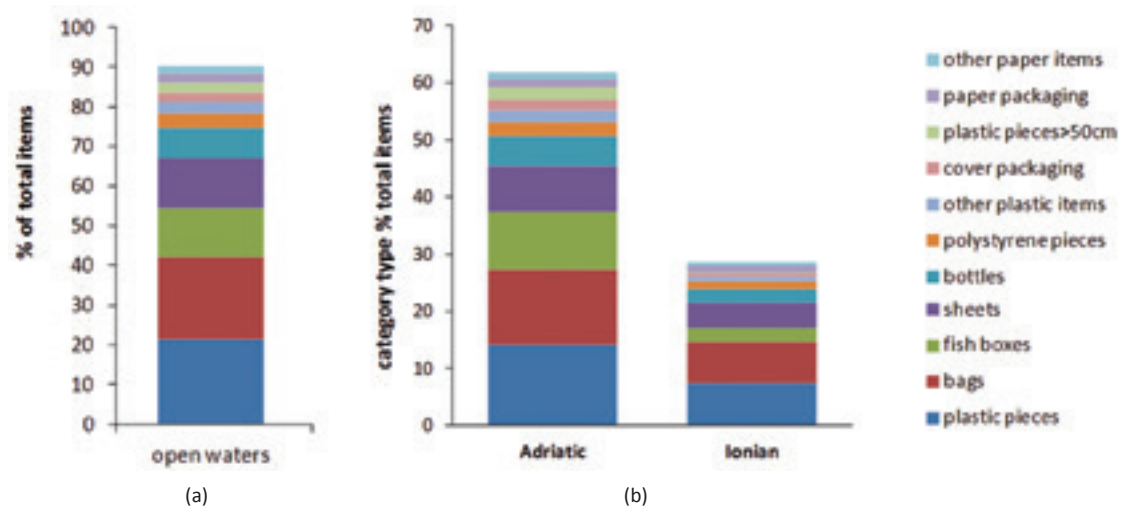 % of total items
100
90
80
70
60
50
40
30
20
10
0
open waters
(a)
category type % total items
70
60
50
40
30
20
10
0
Adriatic
Ionian
(b)
other paper items
paper packaging
plastic pieces>50cm
cover packaging
other plastic items
polystyrene pieces
bottles
sheets
fish boxes
bags
plastic pieces